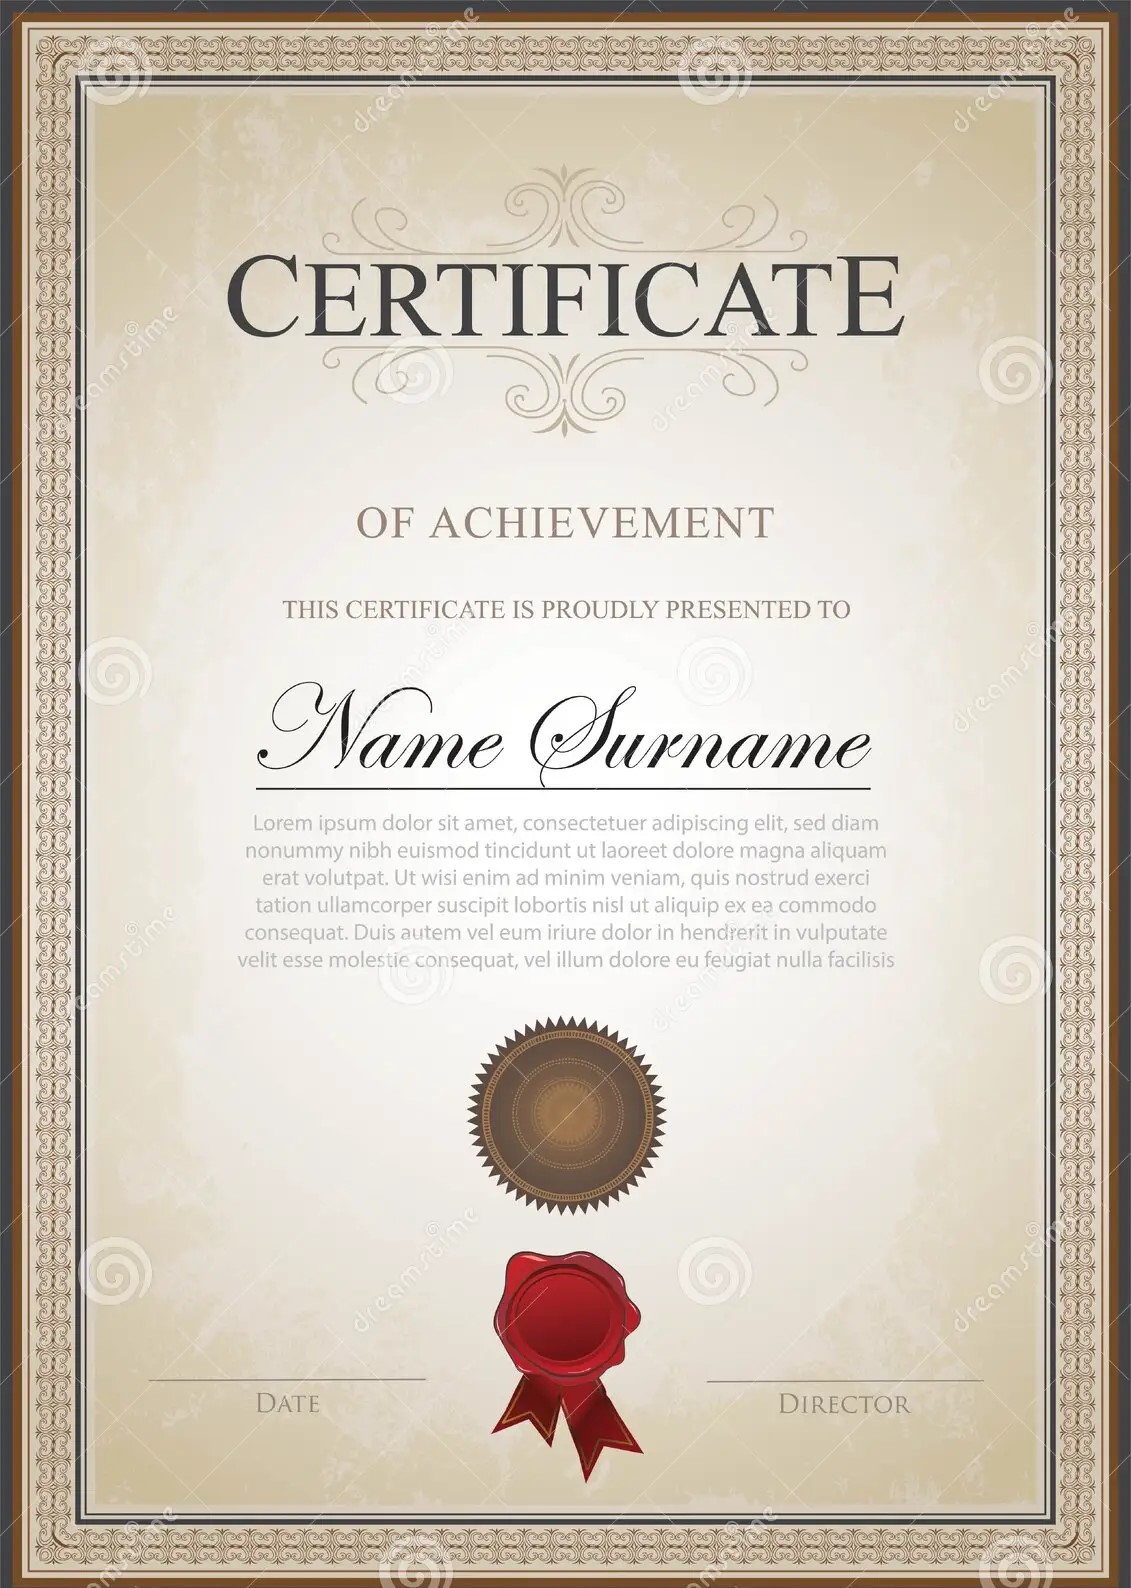 CERTIFICATE
OF ACHIEVEMENT
THIS CERTIFICATE IS PROUDLY PRESENTED TO
Name Surname
Lorem ipsum dolor sit amet, consectetuer adipiscing elit, sed diam
nonummy nibh euismod tincidunt ut laoreet dolore magna aliquam
erat volutpat. Ut wisi enim ad minim veniam, quis nostrud exerci
tation ullamcorper suscipit lobortis nisl ut aliquip ex ea commodo
consequat. Duis autem vel eum iriure dolor in hendrerit in vulputate
velit esse molestie consequat, vel illum dolore eu feugiat nulla facilisis
DATE
DIRECTOR
dreamstime